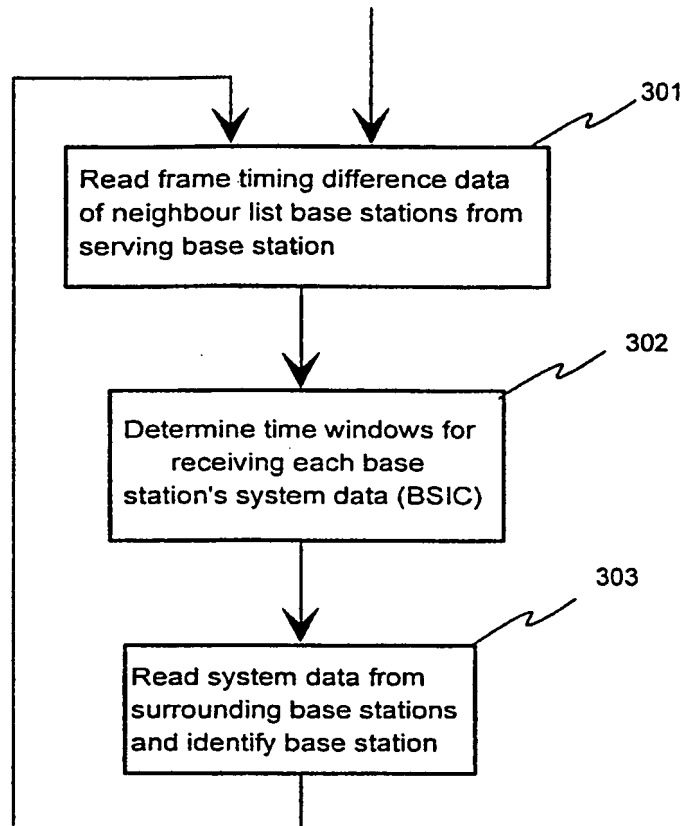 301
Read frame timing difference data
of neighbour list base stations from
serving base station
302
Determine time windows for
receiving each base
station's system data (BSIC)
303
Read system data from
surrounding base stations
and identify base station